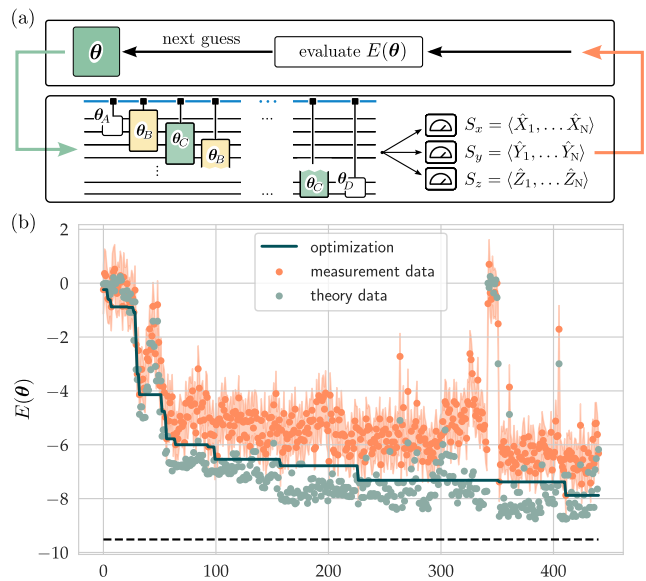 (a)
θ
next guess
evaluate E(θ)
θ_A
θ_B
θ_C
θ_B
...
⋮
...
θ_C
θ_D
S_x = ⟨X̂_1, . . . X̂_N⟩
S_y = ⟨Ŷ_1, . . . Ŷ_N⟩
S_z = ⟨Ẑ_1, . . . Ẑ_N⟩
(b)
optimization
measurement data
theory data
E(θ)
2
0
−2
−4
−6
−8
−10
0 100 200 300 400